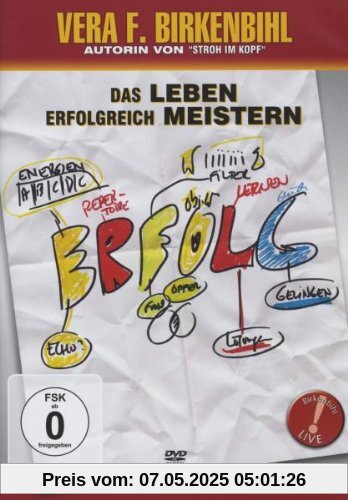 VERA F. BIRKENBIHL
AUTORIN VON "STROH IM KOPF"
DAS LEBEN
ERFOLGREICH MEISTERN
ENERGIEN
A/B/C/D/E
REPER-
TOIRE
FILTER
LERNEN
ERFOLG
ECHO?
OPFER
GELINGEN
FSK
ab
0
freigegeben
DVD
Birkenbihl
LIVE
Preis vom: 07.05.2025 05:01:26